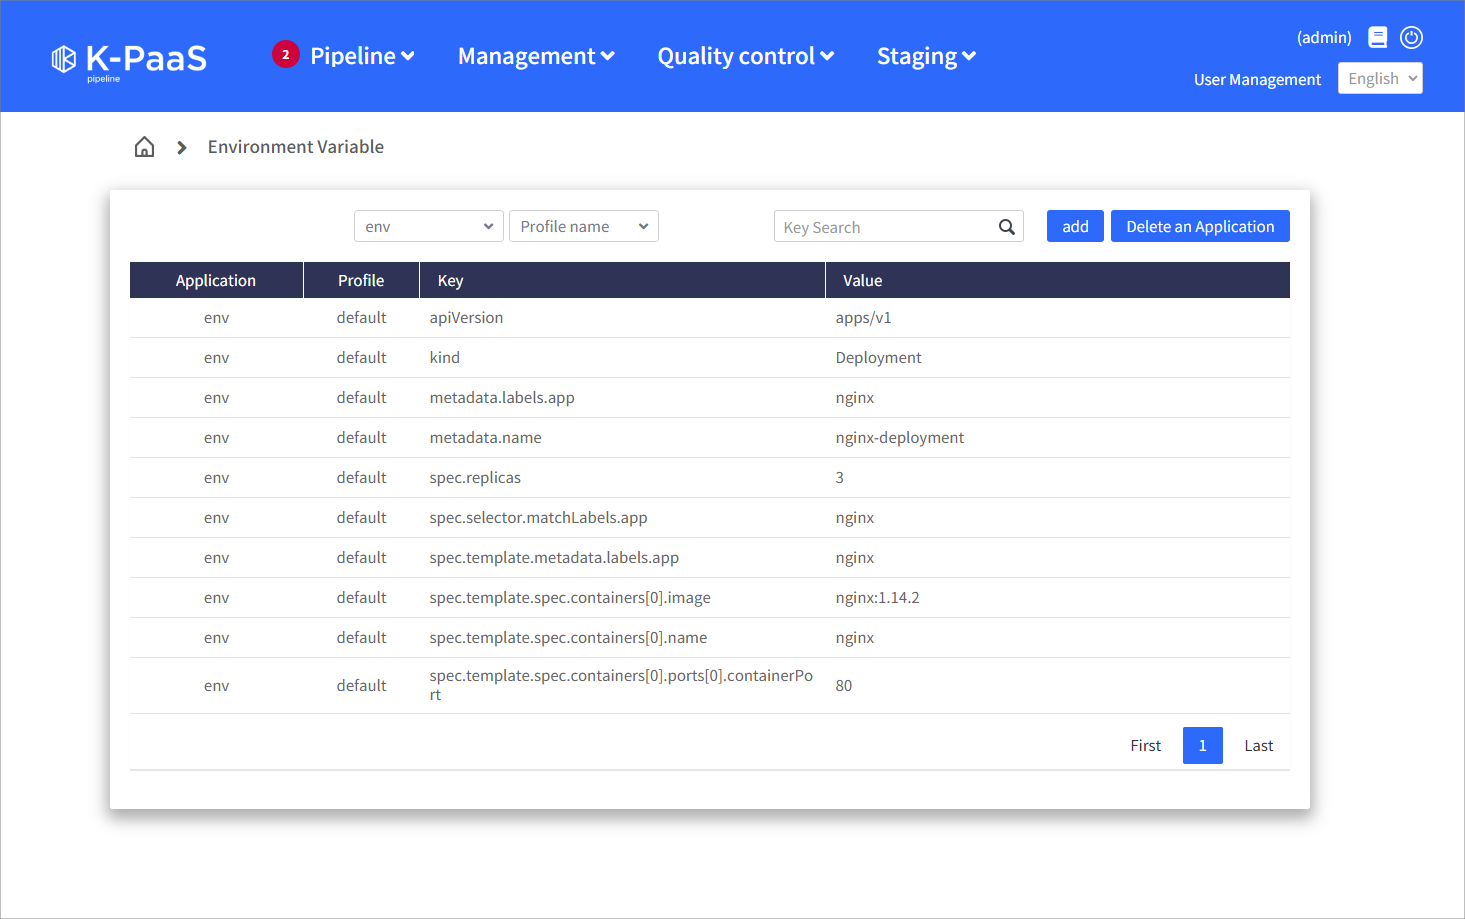 K-PaaS
pipeline
2 Pipeline Management Quality control Staging
(admin)
User Management English
Environment Variable
env Profile name Key Search add Delete an Application
Application Profile Key Value
env default apiVersion apps/v1
env default kind Deployment
env default metadata.labels.app nginx
env default metadata.name nginx-deployment
env default spec.replicas 3
env default spec.selector.matchLabels.app nginx
env default spec.template.metadata.labels.app nginx
env default spec.template.spec.containers[0].image nginx:1.14.2
env default spec.template.spec.containers[0].name nginx
env default spec.template.spec.containers[0].ports[0].containerPo
rt 80
First 1 Last